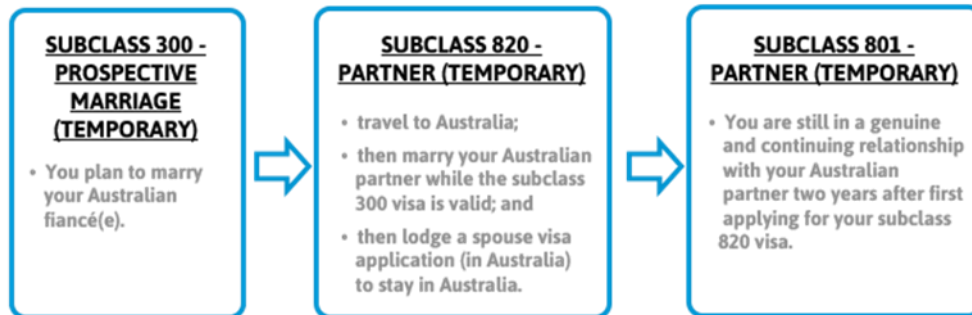 SUBCLASS 300 -
PROSPECTIVE
MARRIAGE
(TEMPORARY)
• You plan to marry
your Australian
fiancé(e).
SUBCLASS 820 -
PARTNER (TEMPORARY)
• travel to Australia;
• then marry your Australian
partner while the subclass
300 visa is valid; and
• then lodge a spouse visa
application (in Australia)
to stay in Australia.
SUBCLASS 801 -
PARTNER (TEMPORARY)
• You are still in a genuine
and continuing relationship
with your Australian
partner two years after first
applying for your subclass
820 visa.